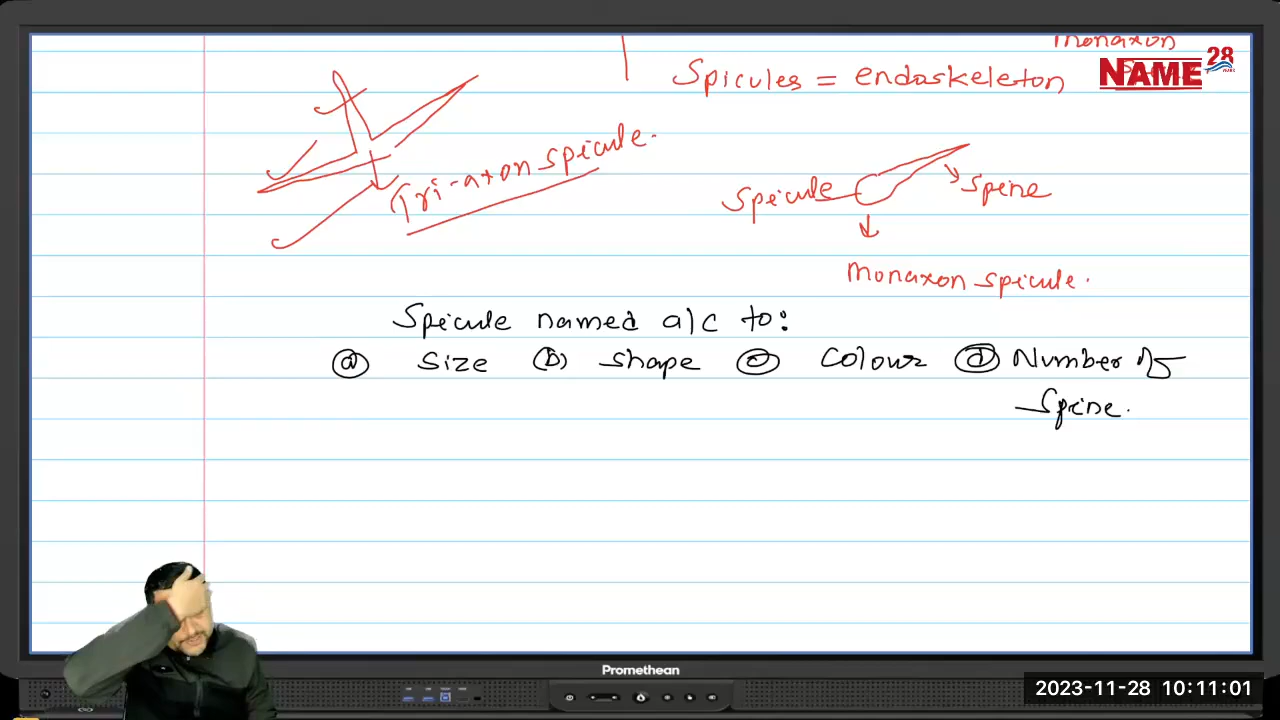 monaxon
Spicules = endoskeleton
NAME 28
Tri-axon spicule.
Spicule
Spine
Monaxon spicule.
Spicule named a/c to:
(a) Size (b) Shape (c) Colour (d) Number of
Spine.
Promethean
2023-11-28 10:11:01